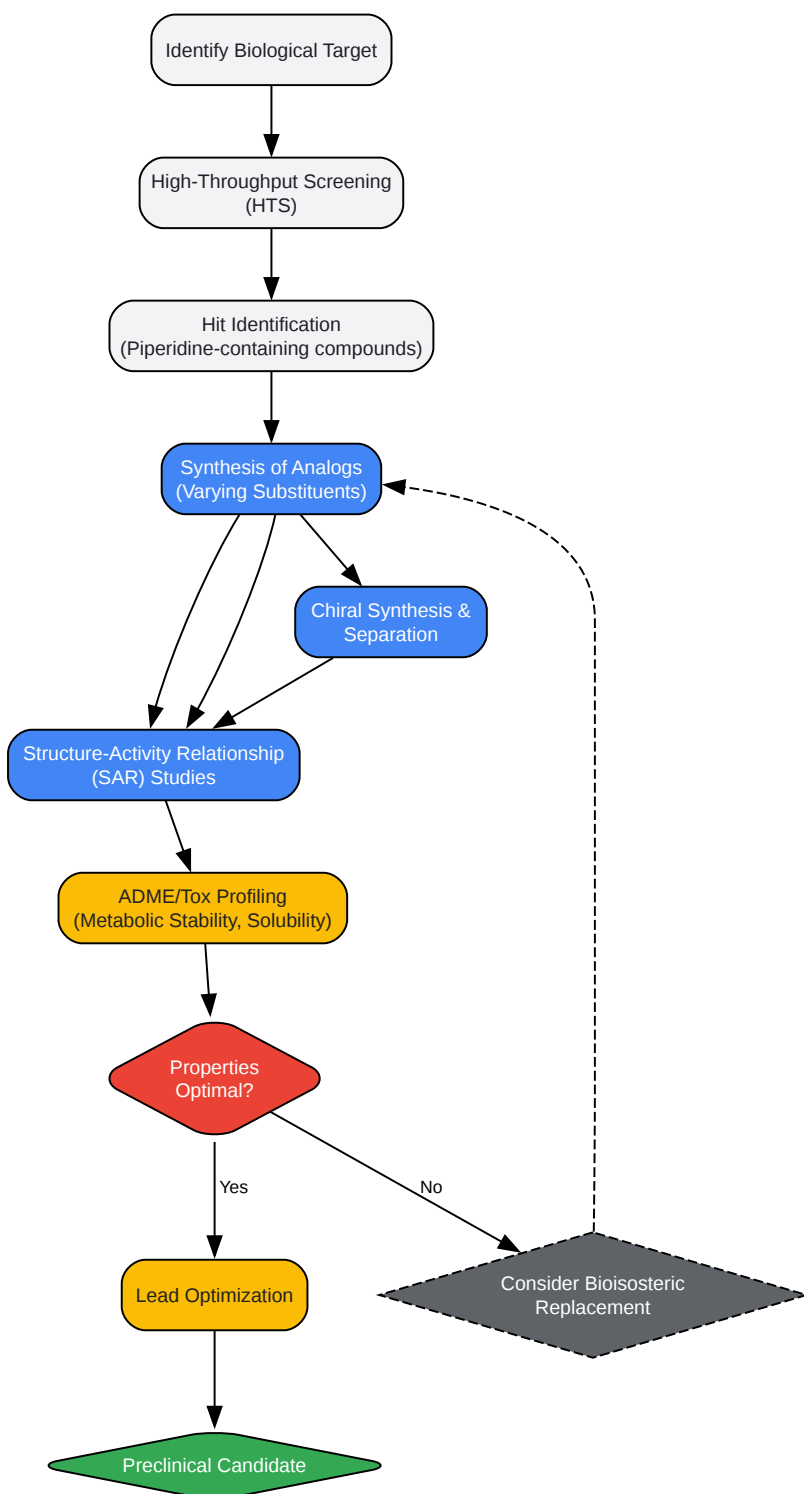 Identify Biological Target
High-Throughput Screening
(HTS)
Hit Identification
(Piperidine-containing compounds)
Synthesis of Analogs
(Varying Substituents)
Chiral Synthesis &
Separation
Structure-Activity Relationship
(SAR) Studies
ADME/Tox Profiling
(Metabolic Stability, Solubility)
Properties
Optimal?
Yes
No
Lead Optimization
Consider Bioisosteric
Replacement
Preclinical Candidate